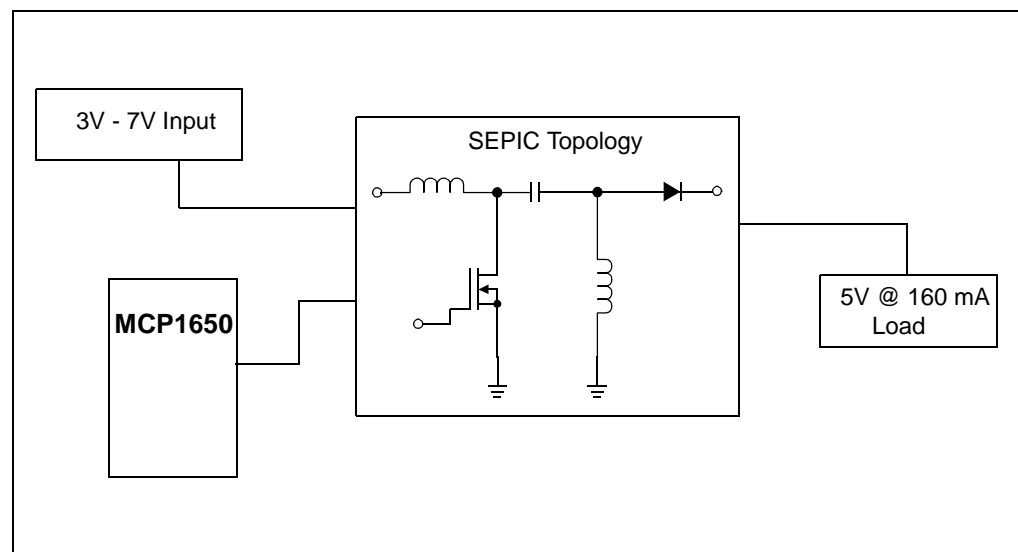 3V - 7V Input
SEPIC Topology
MCP1650
5V @ 160 mA
Load